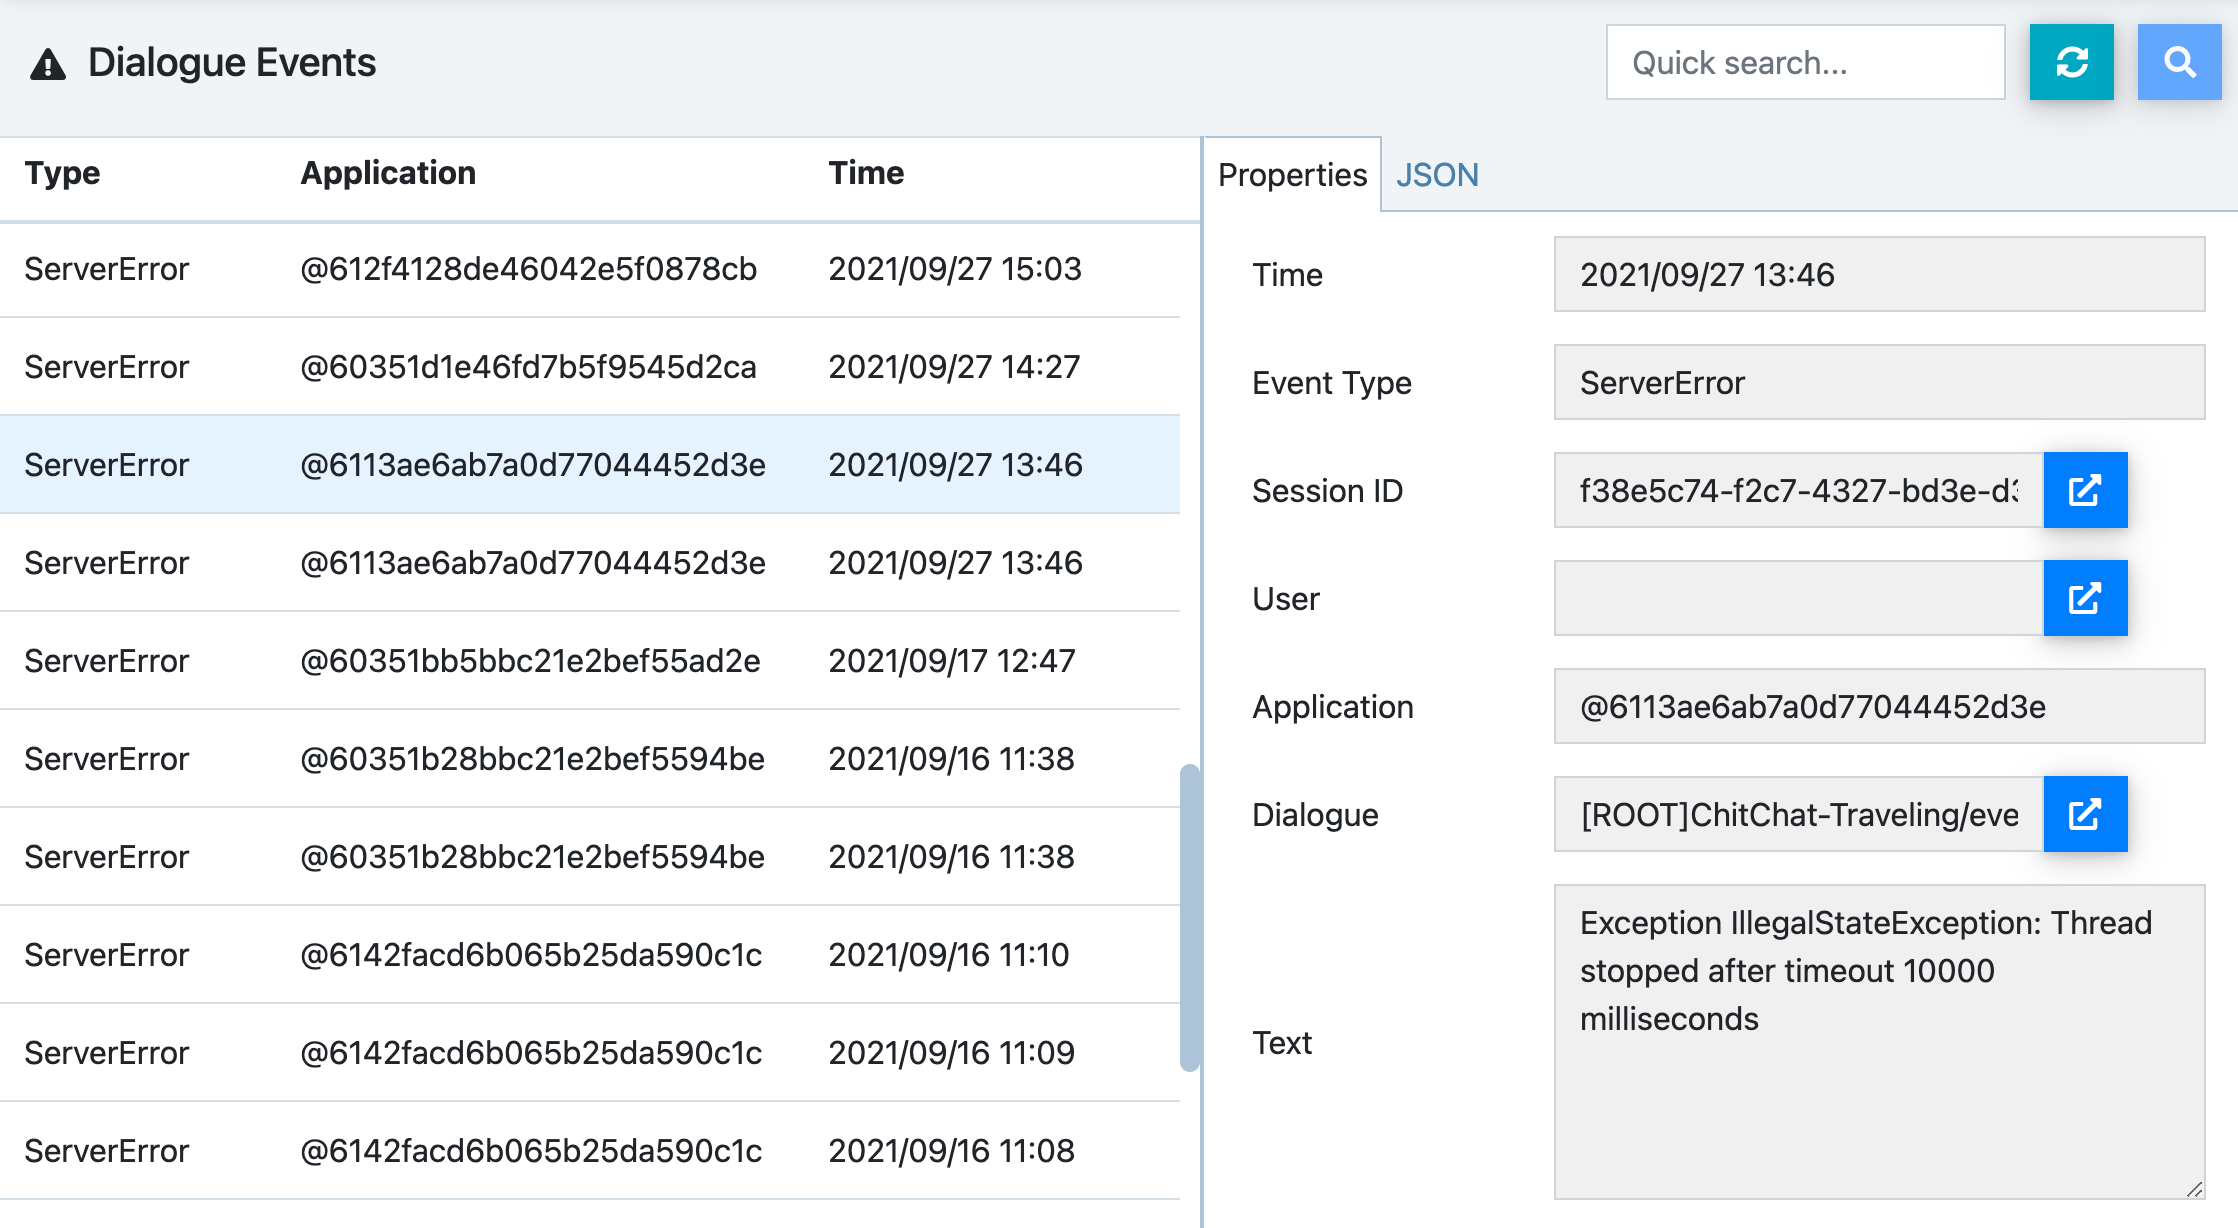 Dialogue Events
Quick search...
Type Application Time
ServerError @612f4128de46042e5f0878cb 2021/09/27 15:03
ServerError @60351d1e46fd7b5f9545d2ca 2021/09/27 14:27
ServerError @6113ae6ab7a0d77044452d3e 2021/09/27 13:46
ServerError @6113ae6ab7a0d77044452d3e 2021/09/27 13:46
ServerError @60351bb5bbc21e2bef55ad2e 2021/09/17 12:47
ServerError @60351b28bbc21e2bef5594be 2021/09/16 11:38
ServerError @60351b28bbc21e2bef5594be 2021/09/16 11:38
ServerError @6142facd6b065b25da590c1c 2021/09/16 11:10
ServerError @6142facd6b065b25da590c1c 2021/09/16 11:09
ServerError @6142facd6b065b25da590c1c 2021/09/16 11:08
Properties JSON
Time 2021/09/27 13:46
Event Type ServerError
Session ID f38e5c74-f2c7-4327-bd3e-d3
User
Application @6113ae6ab7a0d77044452d3e
Dialogue [ROOT]ChitChat-Traveling/eve
Text
Exception IllegalStateException: Thread
stopped after timeout 10000
milliseconds